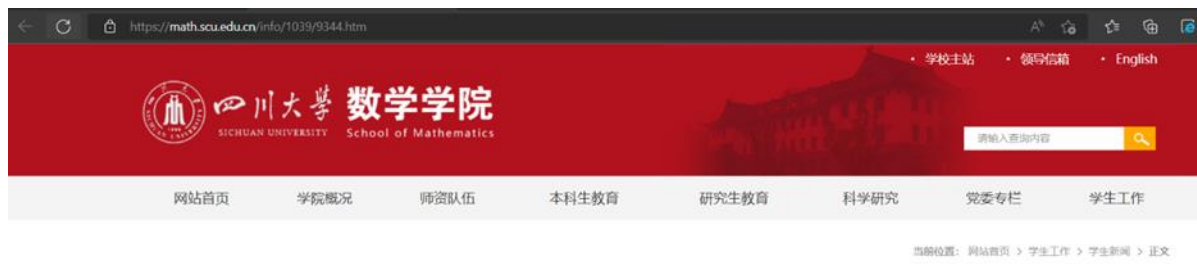 https://math.scu.edu.cn/info/1039/9344.htm
· 学校主站 · 领导信箱 · English
四川大学 数学学院
SICHUAN UNIVERSITY School of Mathematics
请输入查询内容
网站首页 学院概况 师资队伍 本科生教育 研究生教育 科学研究 党委专栏 学生工作
当前位置： 网站首页 > 学生工作 > 学生新闻 > 正文